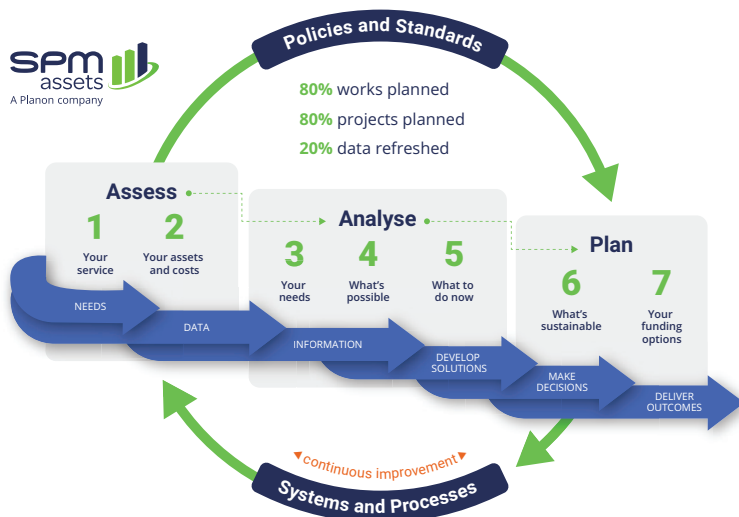 Policies and Standards
spm
assets
A Planon company
80% works planned
80% projects planned
20% data refreshed
Assess
1
Your
service
2
Your assets
and costs
Analyse
3
Your
needs
4
What's
possible
5
What to
do now
Plan
6
What's
sustainable
7
Your
funding
options
NEEDS
DATA
INFORMATION
DEVELOP
SOLUTIONS
MAKE
DECISIONS
DELIVER
OUTCOMES
continuous improvement
Systems and Processes